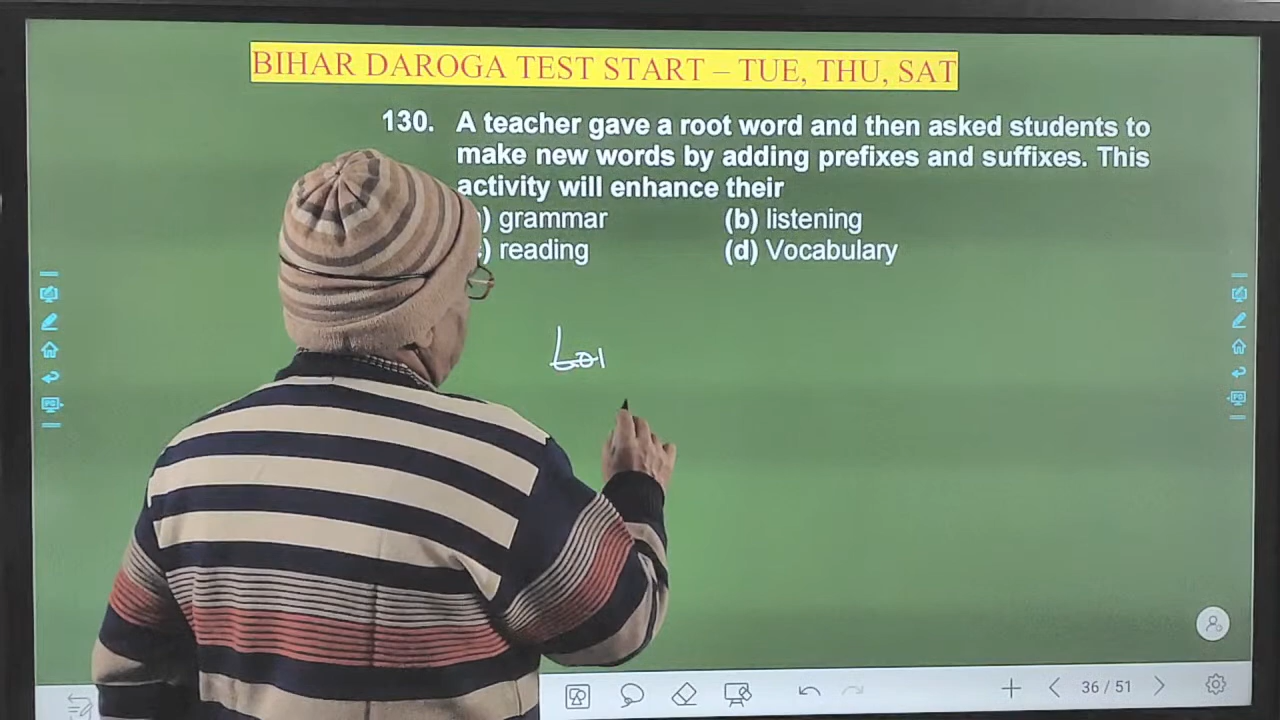 BIHAR DAROGA TEST START – TUE, THU, SAT
130. A teacher gave a root word and then asked students to
make new words by adding prefixes and suffixes. This
activity will enhance their
) grammar (b) listening
) reading (d) Vocabulary
36 / 51